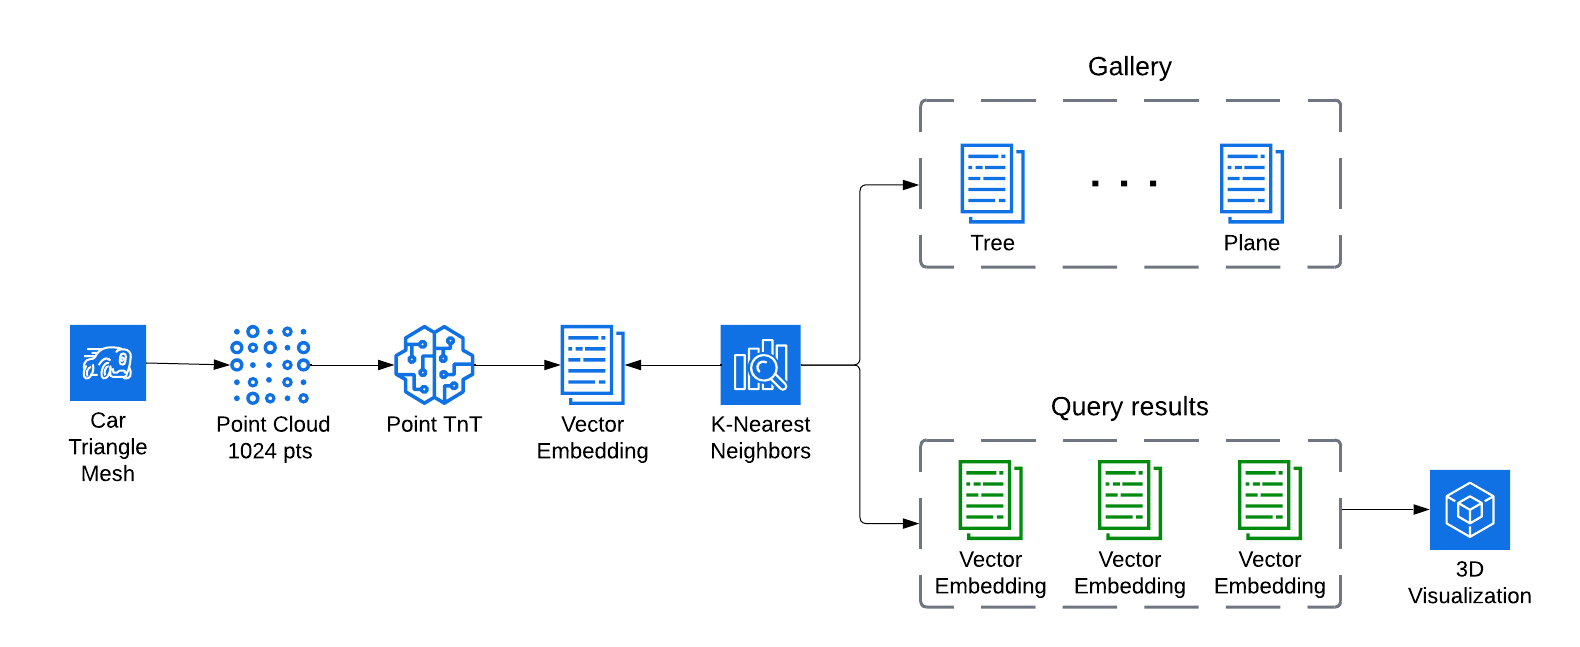 Gallery
Tree
. . .
Plane
Car
Triangle
Mesh
Point Cloud
1024 pts
Point TnT
Vector
Embedding
K-Nearest
Neighbors
Query results
Vector
Embedding
Vector
Embedding
Vector
Embedding
3D
Visualization